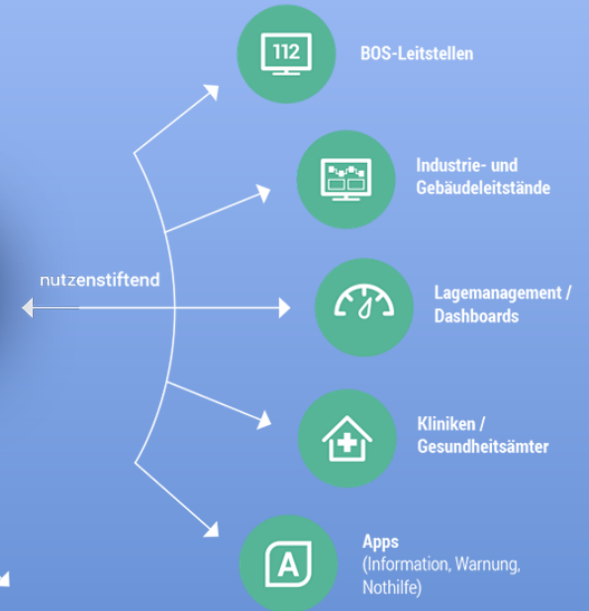 112
BOS-Leitstellen
Industrie- und
Gebäudeleitstände
nutzenstiftend
Lagemanagement /
Dashboards
Kliniken /
Gesundheitsämter
A
Apps
(Information, Warnung,
Nothilfe)